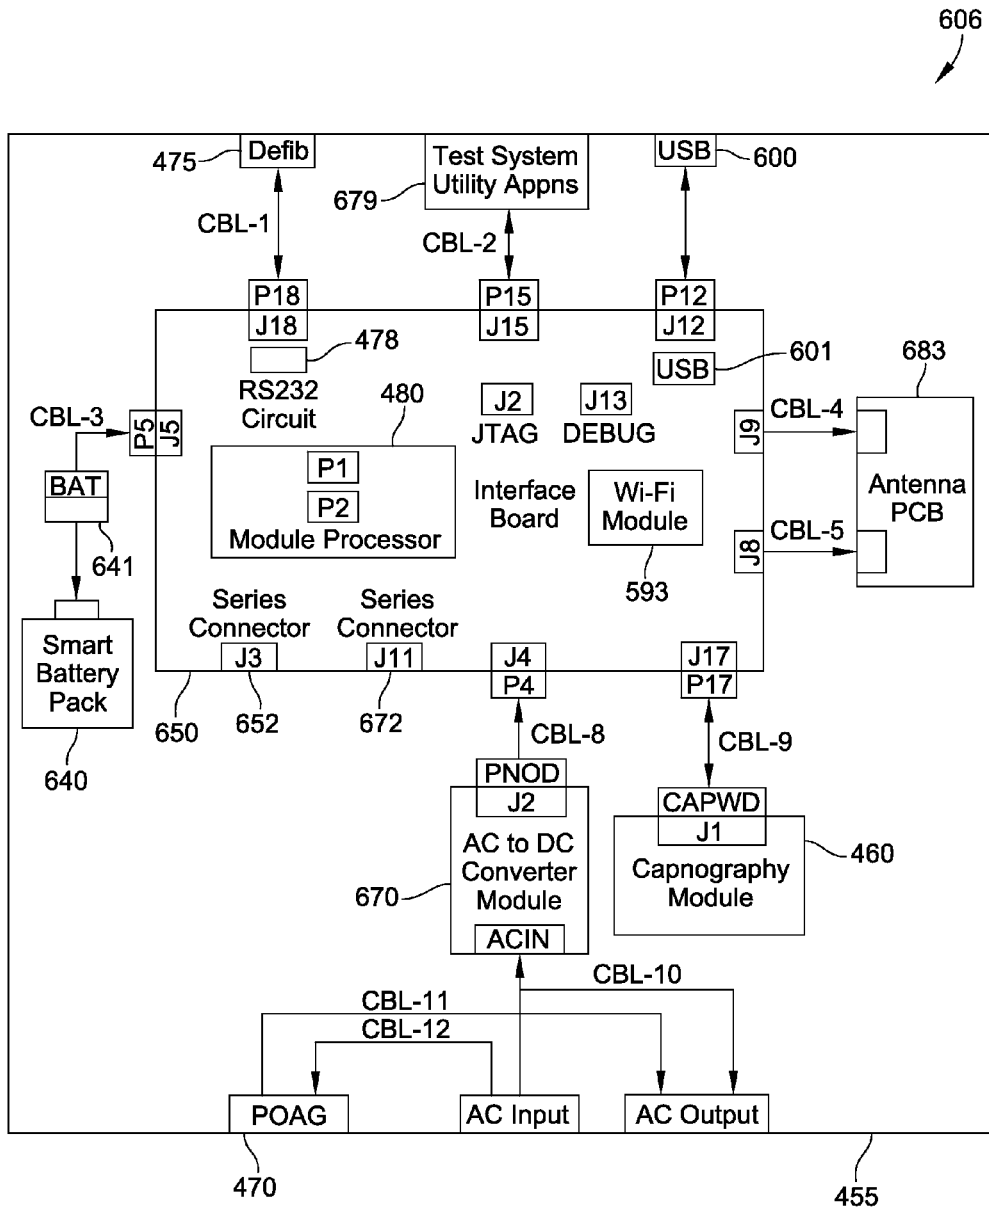 606
475
Defib
Test System
Utility Appns
679
USB
600
CBL-1
CBL-2
P18
J18
P15
J15
P12
J12
478
RS232
Circuit
480
USB
601
683
J2
JTAG
J13
DEBUG
CBL-3
P5
J5
J9
CBL-4
BAT
641
P1
P2
Module Processor
Interface
Board
Wi-Fi
Module
593
Antenna
PCB
J8
CBL-5
Smart
Battery
Pack
640
Series
Connector
J3
Series
Connector
J11
650
652
672
J4
P4
J17
P17
CBL-8
CBL-9
PNOD
J2
AC to DC
Converter
Module
670
ACIN
CAPWD
J1
Capnography
Module
460
CBL-10
CBL-11
CBL-12
POAG
AC Input
AC Output
470
455